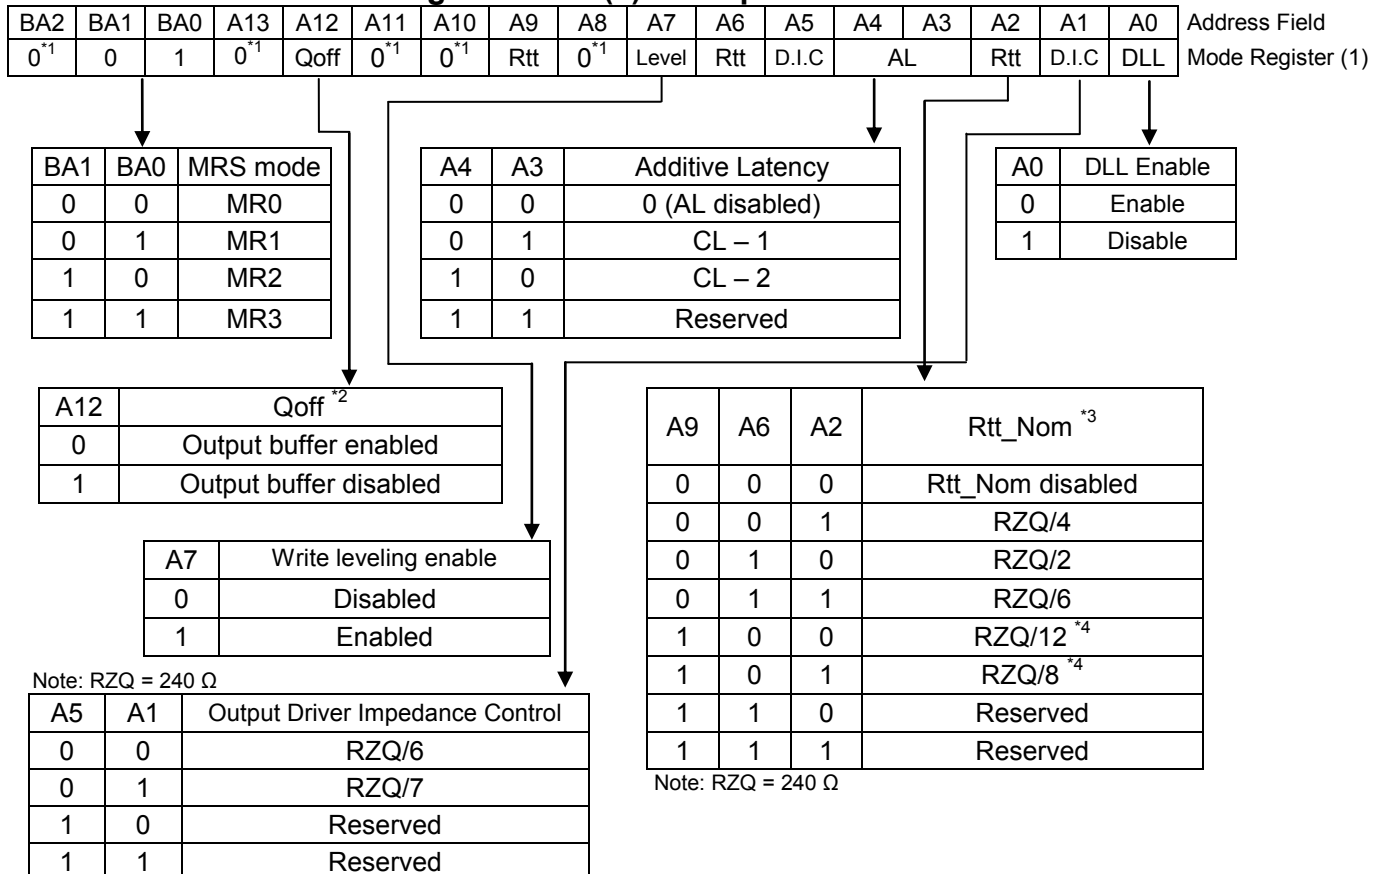 BA2 BA1 BA0 A13 A12 A11 A10 A9 A8 A7 A6 A5 A4 A3 A2 A1 A0 Address Field
0*1 0 1 0*1 Qoff 0*1 0*1 Rtt 0*1 Level Rtt D.I.C AL Rtt D.I.C DLL Mode Register (1)
BA1 BA0 MRS mode
0 0 MR0
0 1 MR1
1 0 MR2
1 1 MR3
A4 A3 Additive Latency
0 0 0 (AL disabled)
0 1 CL – 1
1 0 CL – 2
1 1 Reserved
A0 DLL Enable
0 Enable
1 Disable
A12 Qoff *2
0 Output buffer enabled
1 Output buffer disabled
A7 Write leveling enable
0 Disabled
1 Enabled
A9 A6 A2 Rtt_Nom *3
0 0 0 Rtt_Nom disabled
0 0 1 RZQ/4
0 1 0 RZQ/2
0 1 1 RZQ/6
1 0 0 RZQ/12 *4
1 0 1 RZQ/8 *4
1 1 0 Reserved
1 1 1 Reserved
Note: RZQ = 240 Ω
Note: RZQ = 240 Ω
A5 A1 Output Driver Impedance Control
0 0 RZQ/6
0 1 RZQ/7
1 0 Reserved
1 1 Reserved